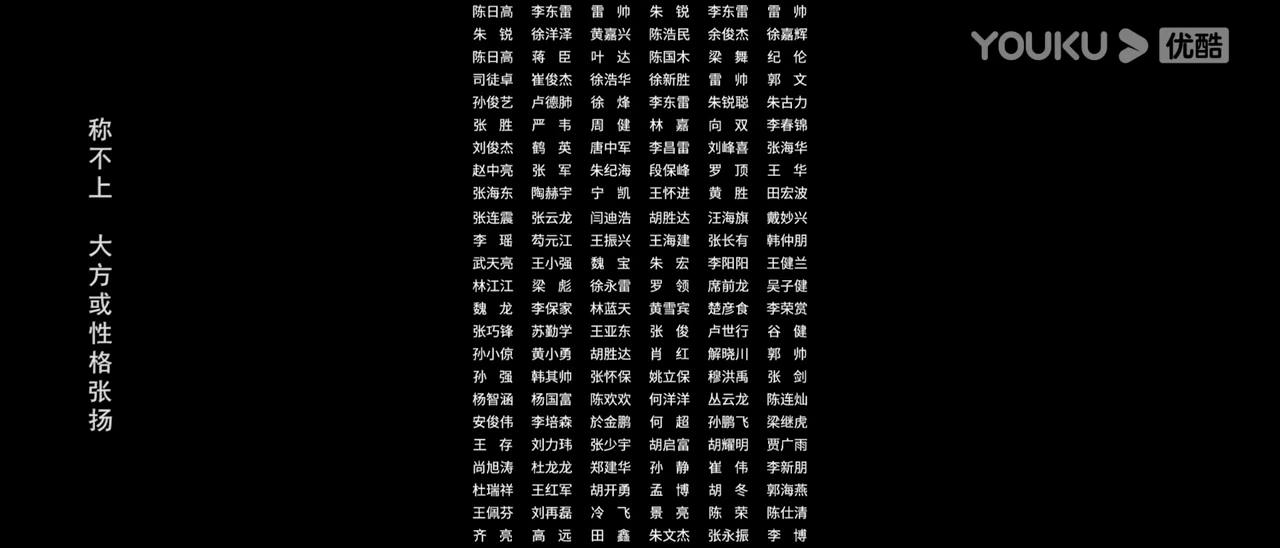 YOUKU 优酷
称不上 大方或性格张扬
陈日高 李东雷 雷帅 朱锐 李东雷 雷帅
朱锐 徐洋泽 黄嘉兴 陈浩民 余俊杰 徐嘉辉
陈日高 蒋臣 叶达 陈国木 梁舞 纪伦
司徒卓 崔俊杰 徐浩华 徐新胜 雷帅 郭文
孙俊艺 卢德肺 徐烽 李东雷 朱锐聪 朱古力
张胜 严韦 周健 林嘉 向双 李春锦
刘俊杰 鹤英 唐中军 李昌雷 刘峰喜 张海华
赵中亮 张军 朱纪海 段保峰 罗顶 王华
张海东 陶赫宇 宁凯 王怀进 黄胜 田宏波
张连震 张云龙 闫迪浩 胡胜达 汪海旗 戴妙兴
李瑶 芶元江 王振兴 王海建 张长有 韩仲朋
武天亮 王小强 魏宝 朱宏 李阳阳 王健兰
林江江 梁彪 徐永雷 罗领 席前龙 吴子健
魏龙 李保家 林蓝天 黄雪宾 楚彦食 李荣赏
张巧锋 苏勤学 王亚东 张俊 卢世行 谷健
孙小倞 黄小勇 胡胜达 肖红 解晓川 郭帅
孙强 韩其帅 张怀保 姚立保 穆洪禹 张剑
杨智涵 杨国富 陈欢欢 何洋洋 丛云龙 陈连灿
安俊伟 李培森 於金鹏 何超 孙鹏飞 梁继虎
王存 刘力玮 张少宇 胡启富 胡耀明 贾广雨
尚旭涛 杜龙龙 郑建华 孙静 崔伟 李新朋
杜瑞祥 王红军 胡开勇 孟博 胡冬 郭海燕
王佩芬 刘再磊 冷飞 景亮 陈荣 陈仕清
齐亮 高远 田鑫 朱文杰 张永振 李博